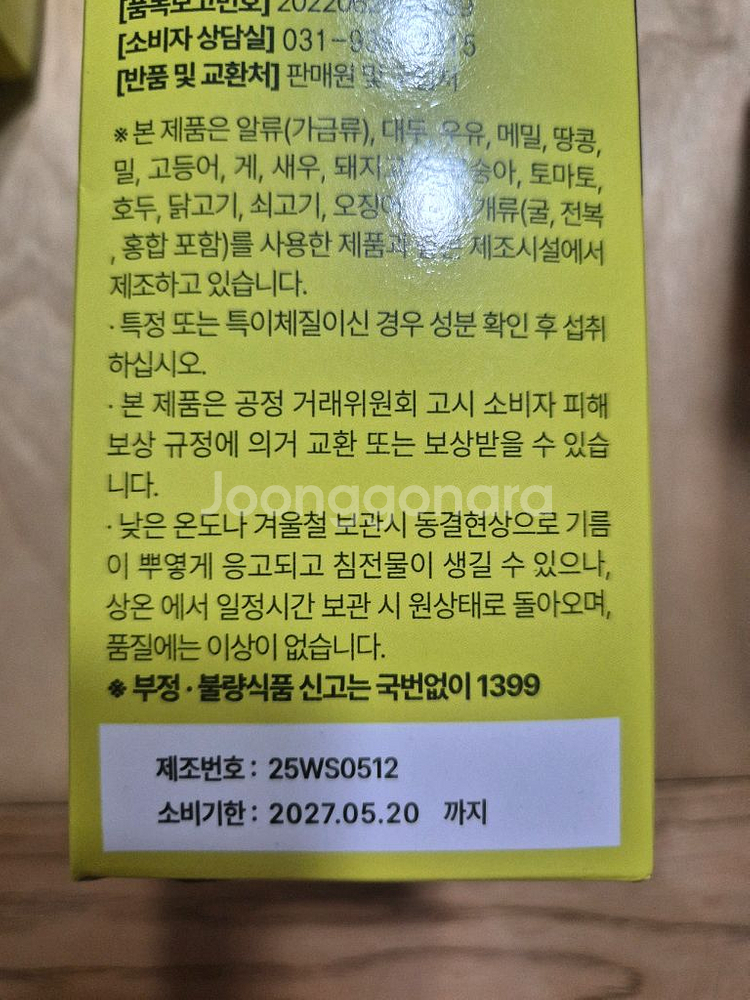 [품목보고번호]
[소비자 상담실] 031-
[반품 및 교환처] 판매원 및
※ 본 제품은 알류(가금류), 대두, 우유, 메밀, 땅콩,
밀, 고등어, 게, 새우, 돼지 토마토,
호두, 닭고기, 쇠고기, 오징어 (굴, 전복
, 홍합 포함)를 사용한 제품과 제조시설에서
제조하고 있습니다.
· 특정 또는 특이체질이신 경우 성분 확인 후 섭취
하십시오.
· 본 제품은 공정 거래위원회 고시 소비자 피해
보상 규정에 의거 교환 또는 보상받을 수 있습
니다.
Joonggonara
· 낮은 온도나 겨울철 보관시 동결현상으로 기름
이 뿌옇게 응고되고 침전물이 생길 수 있으나,
상온 에서 일정시간 보관 시 원상태로 돌아오며,
품질에는 이상이 없습니다.
※ 부정 · 불량식품 신고는 국번없이 1399
제조번호 : 25WS0512
소비기한 : 2027.05.20 까지